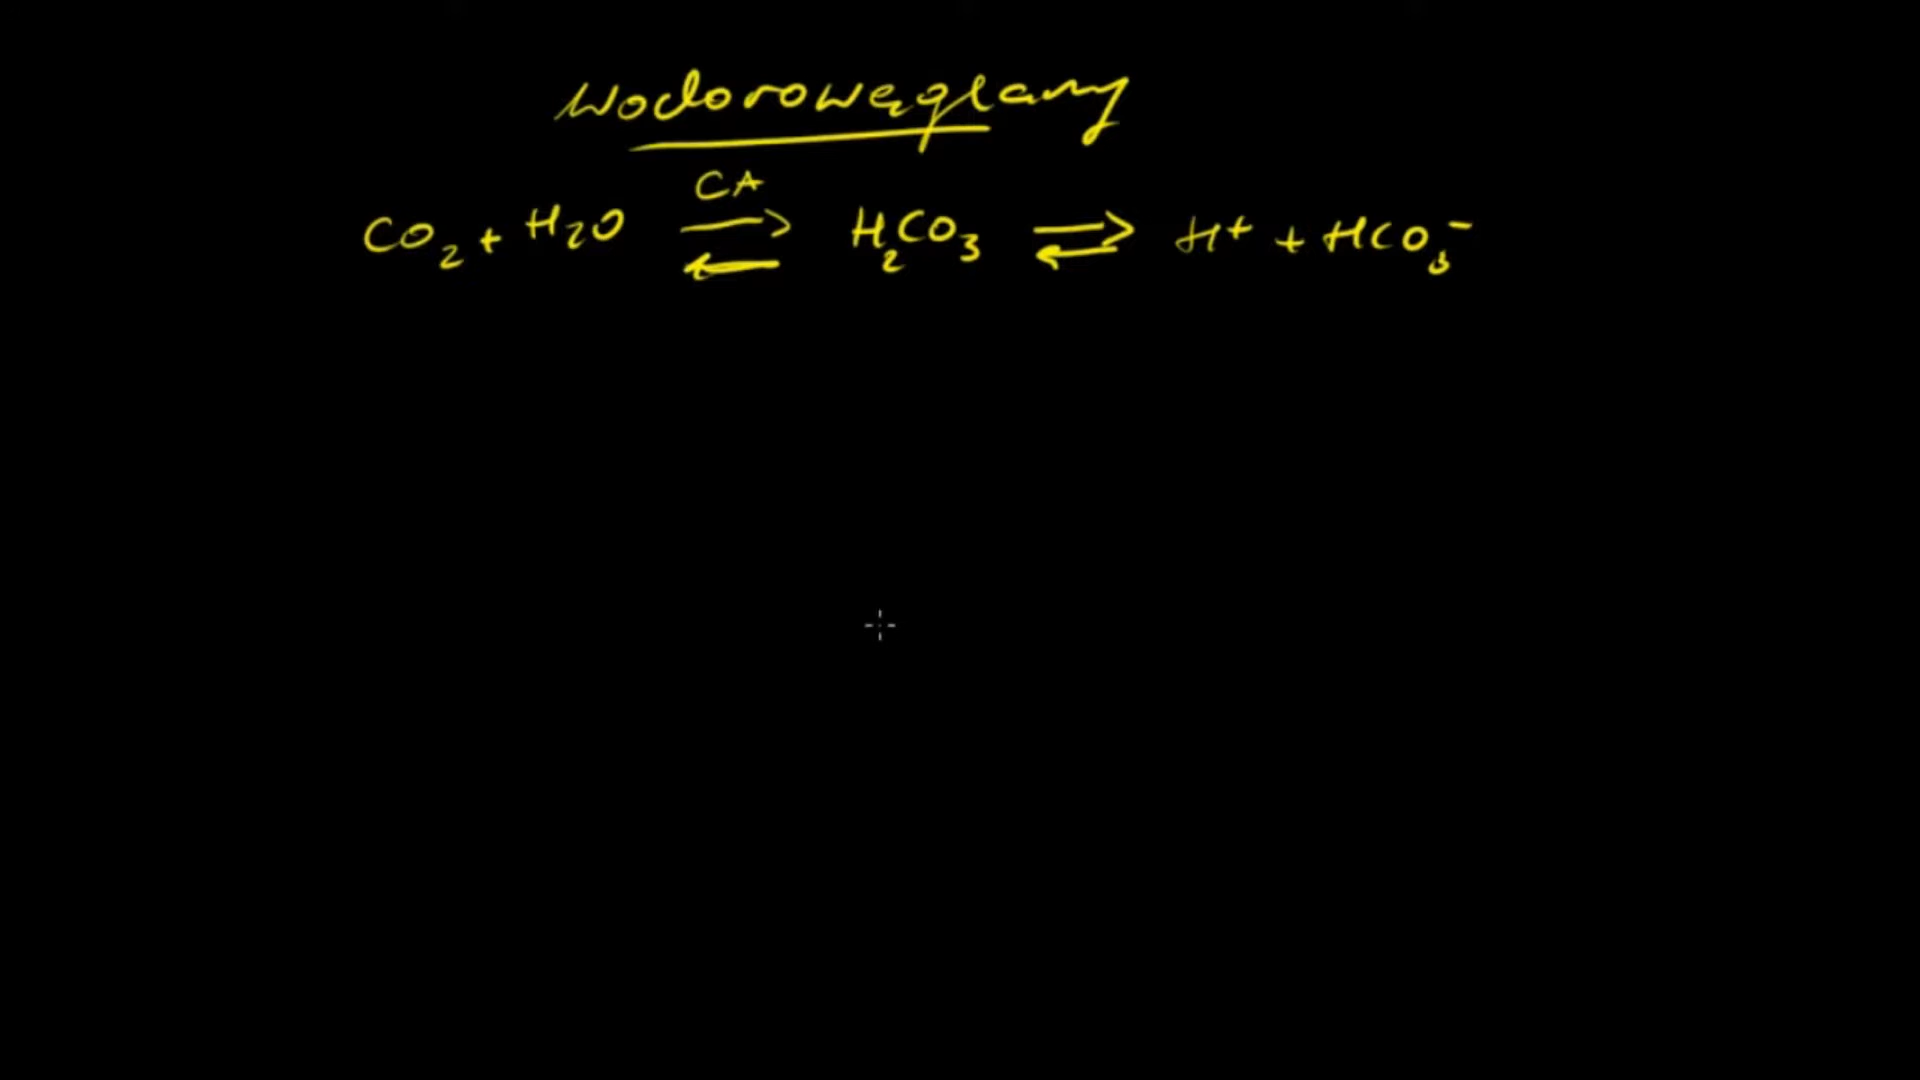 Wodorowęglany
CA
CO₂ + H₂O ⇌ H₂CO₃ ⇌ H⁺ + HCO₃⁻